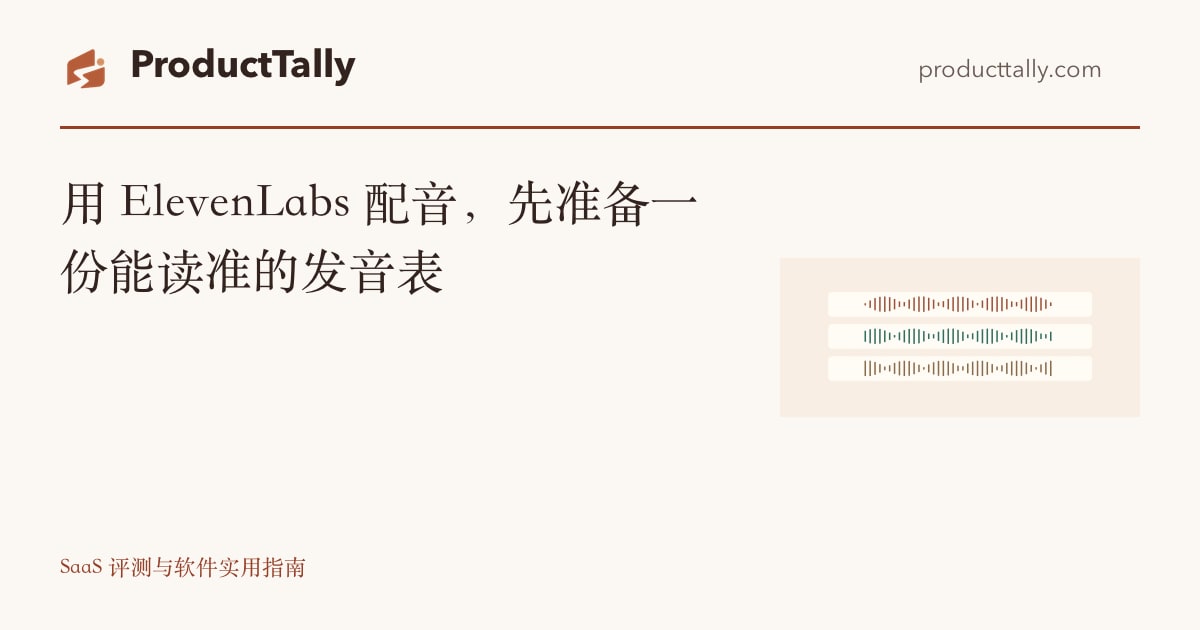 ProductTally
producttally.com
用 ElevenLabs 配音，先准备一
份能读准的发音表
SaaS 评测与软件实用指南